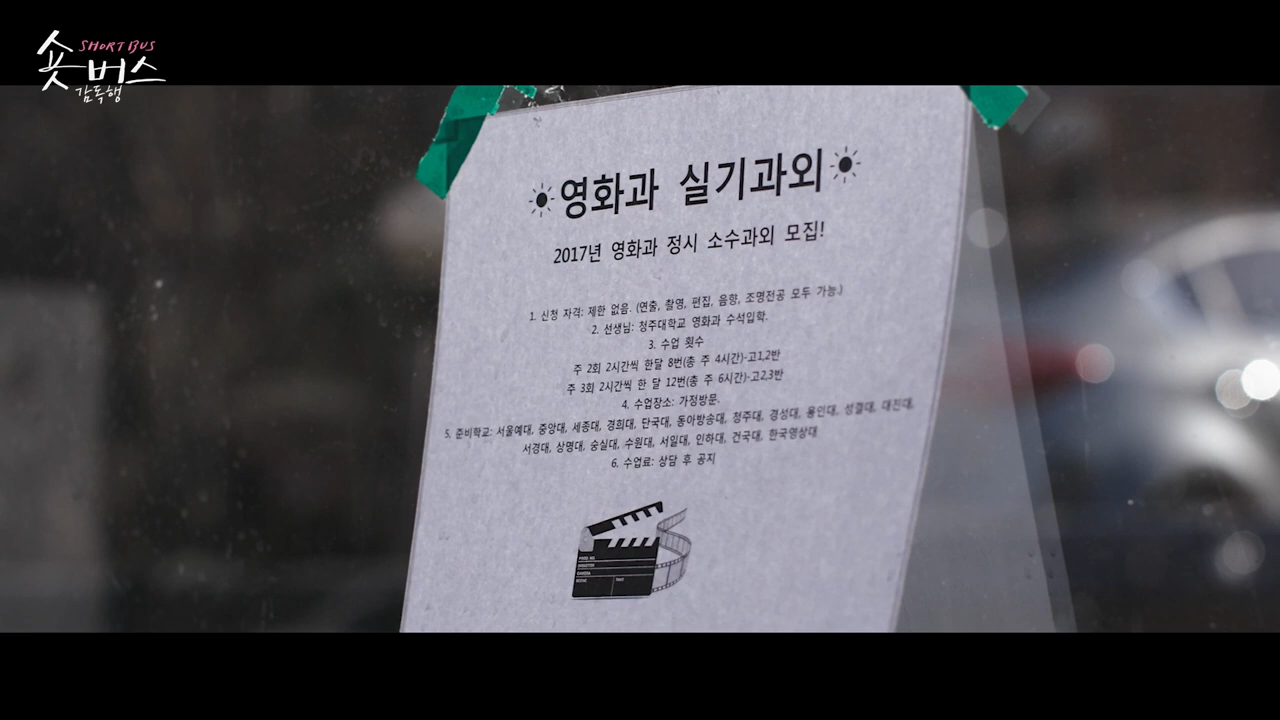 SHORT BUS
숏버스
감독행
영화과 실기과외
2017년 영화과 정시 소수과외 모집!
1. 신청 자격: 제한 없음. (연출, 촬영, 편집, 음향, 조명전공 모두 가능.)
2. 선생님: 청주대학교 영화과 수석입학.
3. 수업 횟수
주 2회 2시간씩 한달 8번(총 주 4시간)-고1,2반
주 3회 2시간씩 한 달 12번(총 주 6시간)-고2,3반
4. 수업장소: 가정방문.
5. 준비학교: 서울예대, 중앙대, 세종대, 경희대, 단국대, 동아방송대, 청주대, 경성대, 용인대, 성결대, 대진대,
서경대, 상명대, 숭실대, 수원대, 서일대, 인하대, 건국대, 한국영상대
6. 수업료: 상담 후 공지
PROD. NO.
DIRECTOR
CAMERA
SCENE TAKE